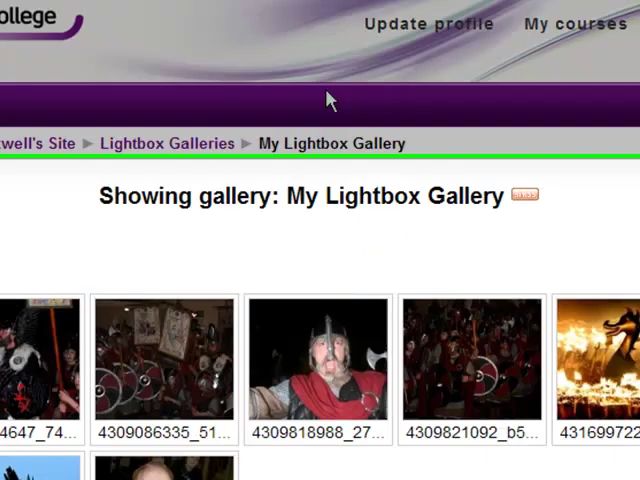 ollege
Update profile My courses
well's Site ► Lightbox Galleries ► My Lightbox Gallery
Showing gallery: My Lightbox Gallery
4647_74... 4309086335_51... 4309818988_27... 4309821092_b5... 431699722